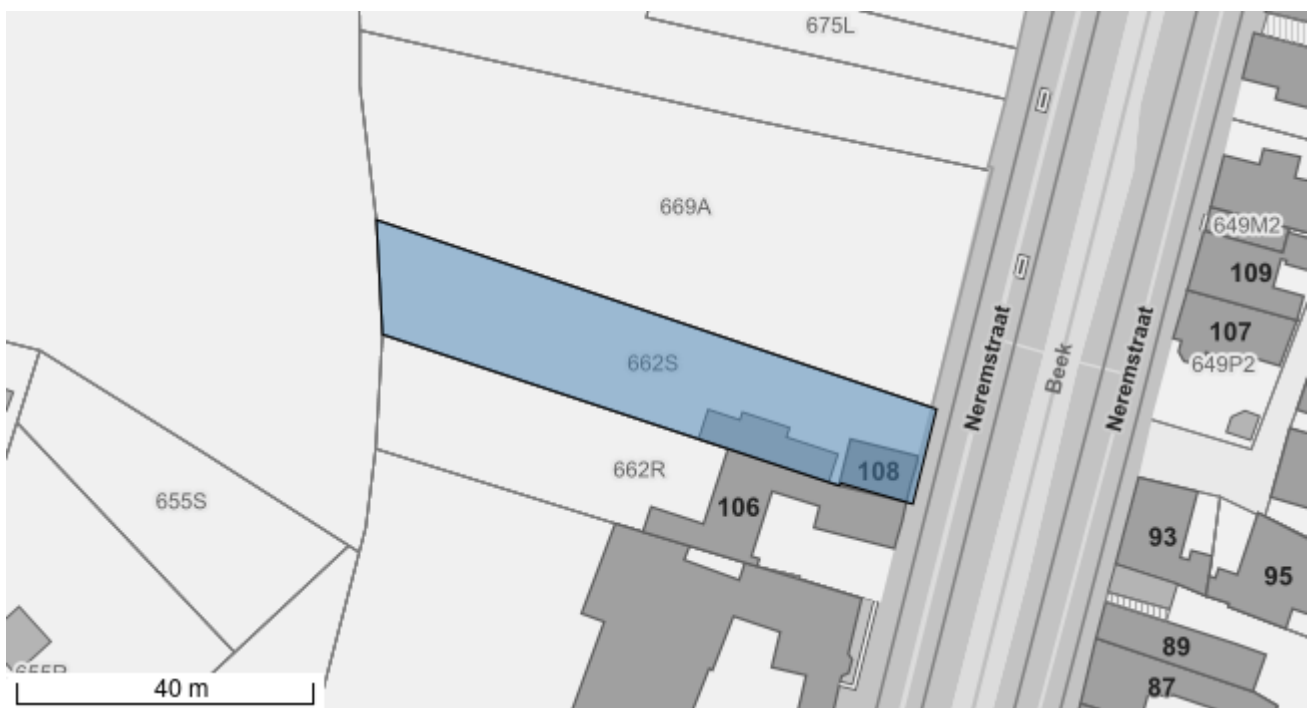 675L
669A
649M2
109
Neremstraat
Beek
Neremstraat
107
649P2
662S
108
662R
106
655S
93
95
655R
89
40 m
87